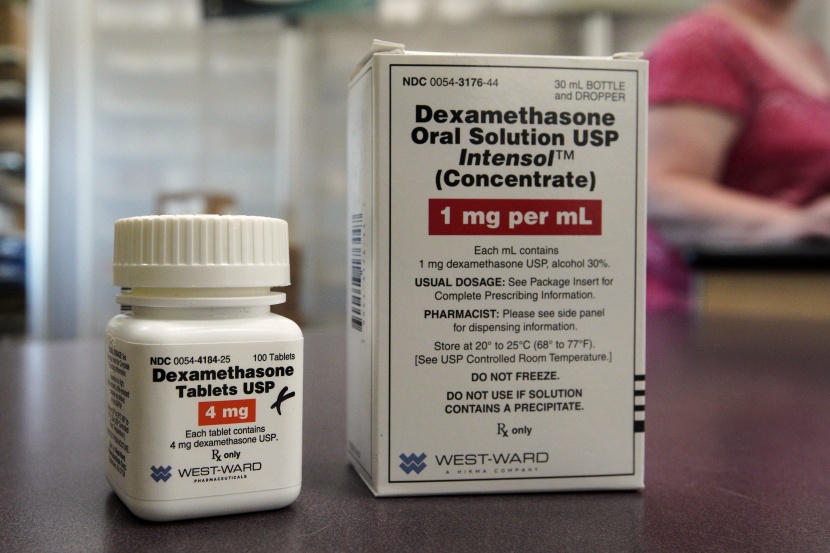 NDC 0054-4184-25 100 Tablets
Dexamethasone
Tablets USP
4 mg
Each tablet contains
4 mg dexamethasone USP.
Rx only
WEST-WARD
PHARMACEUTICALS
NDC 0054-3176-44 30 mL BOTTLE
and DROPPER
Dexamethasone
Oral Solution USP
Intensol™
(Concentrate)
1 mg per mL
Each mL contains
1 mg dexamethasone USP, alcohol 30%.
USUAL DOSAGE: See Package Insert for
Complete Prescribing Information.
PHARMACIST: Please see side panel
for dispensing information.
Store at 20° to 25°C (68° to 77°F).
[See USP Controlled Room Temperature.]
DO NOT FREEZE.
DO NOT USE IF SOLUTION
CONTAINS A PRECIPITATE.
Rx only
WEST-WARD
A HIKMA COMPANY